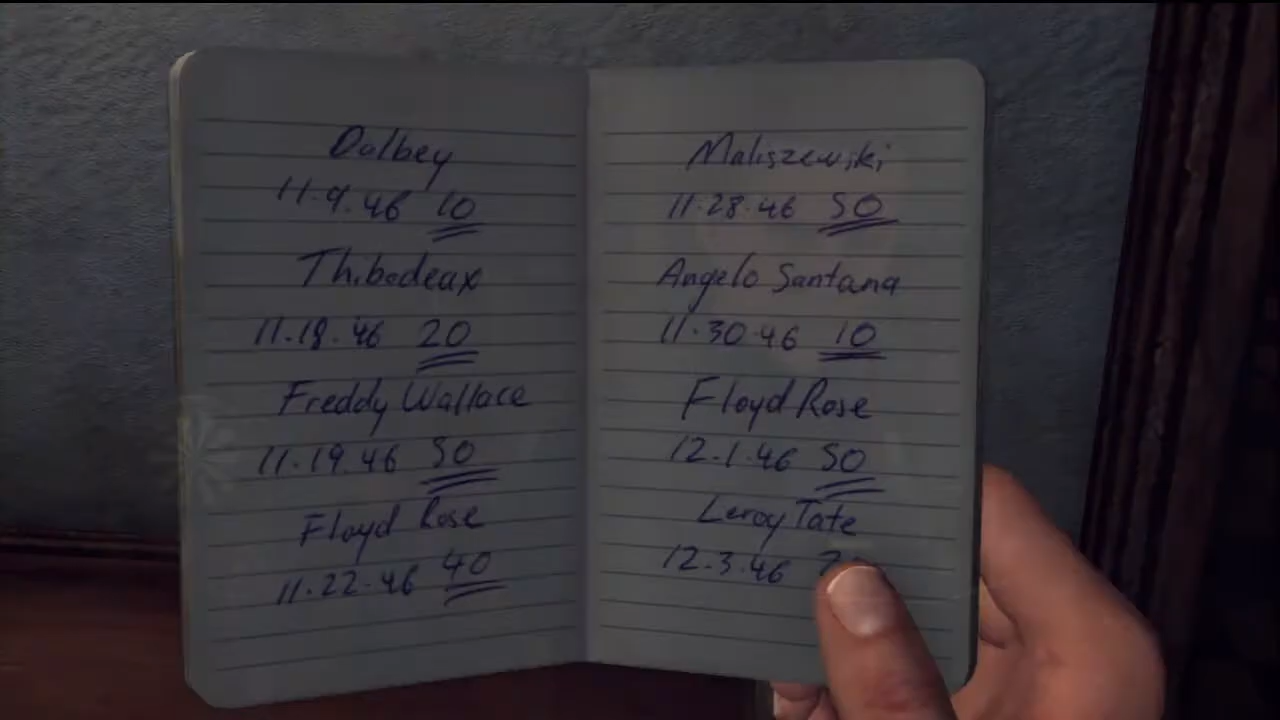 Dalbey
11.9.46 10
Thibodeax
11.18.46 20
Freddy Wallace
11.19.46 50
Floyd Rose
11.22.46 40
Maliszewski
11.28.46 50
Angelo Santana
11.30.46 10
Floyd Rose
12.1.46 50
Leroy Tate
12.3.46